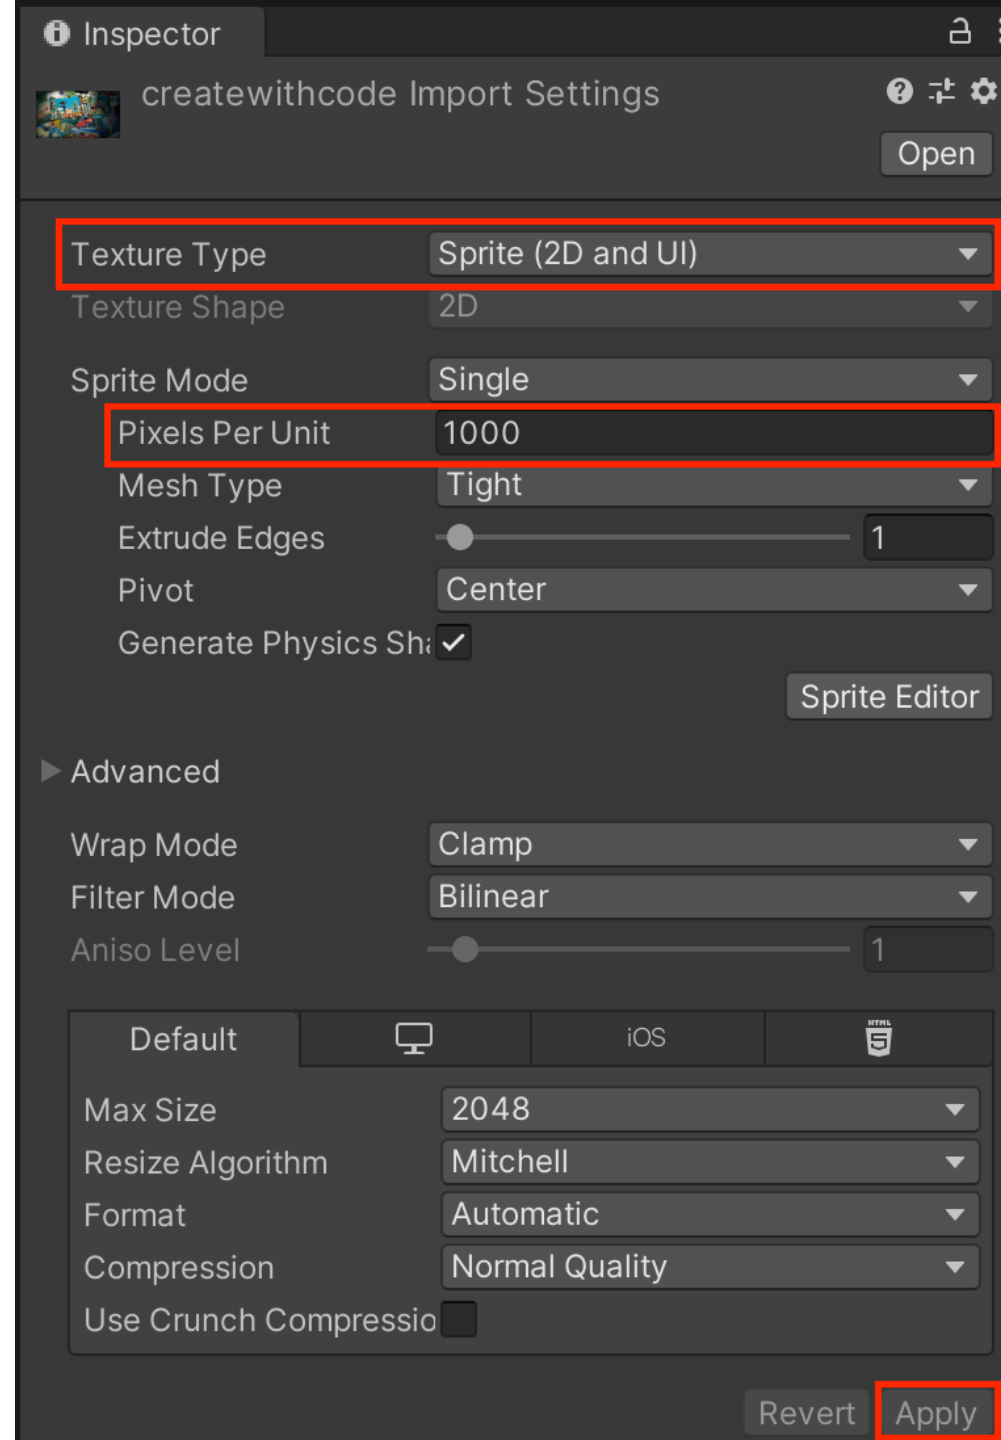 Inspector
createwithcode Import Settings
Open
Texture Type Sprite (2D and UI)
Texture Shape 2D
Sprite Mode Single
Pixels Per Unit 1000
Mesh Type Tight
Extrude Edges 1
Pivot Center
Generate Physics Sha
Sprite Editor
Advanced
Wrap Mode Clamp
Filter Mode Bilinear
Aniso Level 1
Default iOS HTML 5
Max Size 2048
Resize Algorithm Mitchell
Format Automatic
Compression Normal Quality
Use Crunch Compressio
Revert Apply